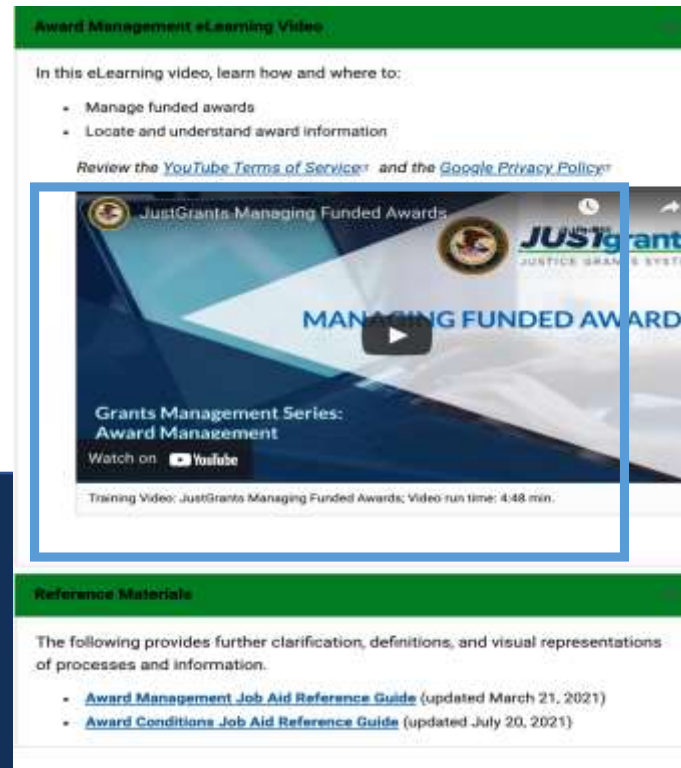 Award Management eLearning Video
In this eLearning video, learn how and where to:
- Manage funded awards
- Locate and understand award information
Review the YouTube Terms of Service and the Google Privacy Policy
JustGrants Managing Funded Awards
JUSTgrant
JUSTICE GRANTS SYSTE
MANAGING FUNDED AWARD
Grants Management Series:
Award Management
Watch on YouTube
Training Video: JustGrants Managing Funded Awards; Video run time: 4:48 min.
Reference Materials
The following provides further clarification, definitions, and visual representations
of processes and information.
- Award Management Job Aid Reference Guide (updated March 21, 2021)
- Award Conditions Job Aid Reference Guide (updated July 20, 2021)